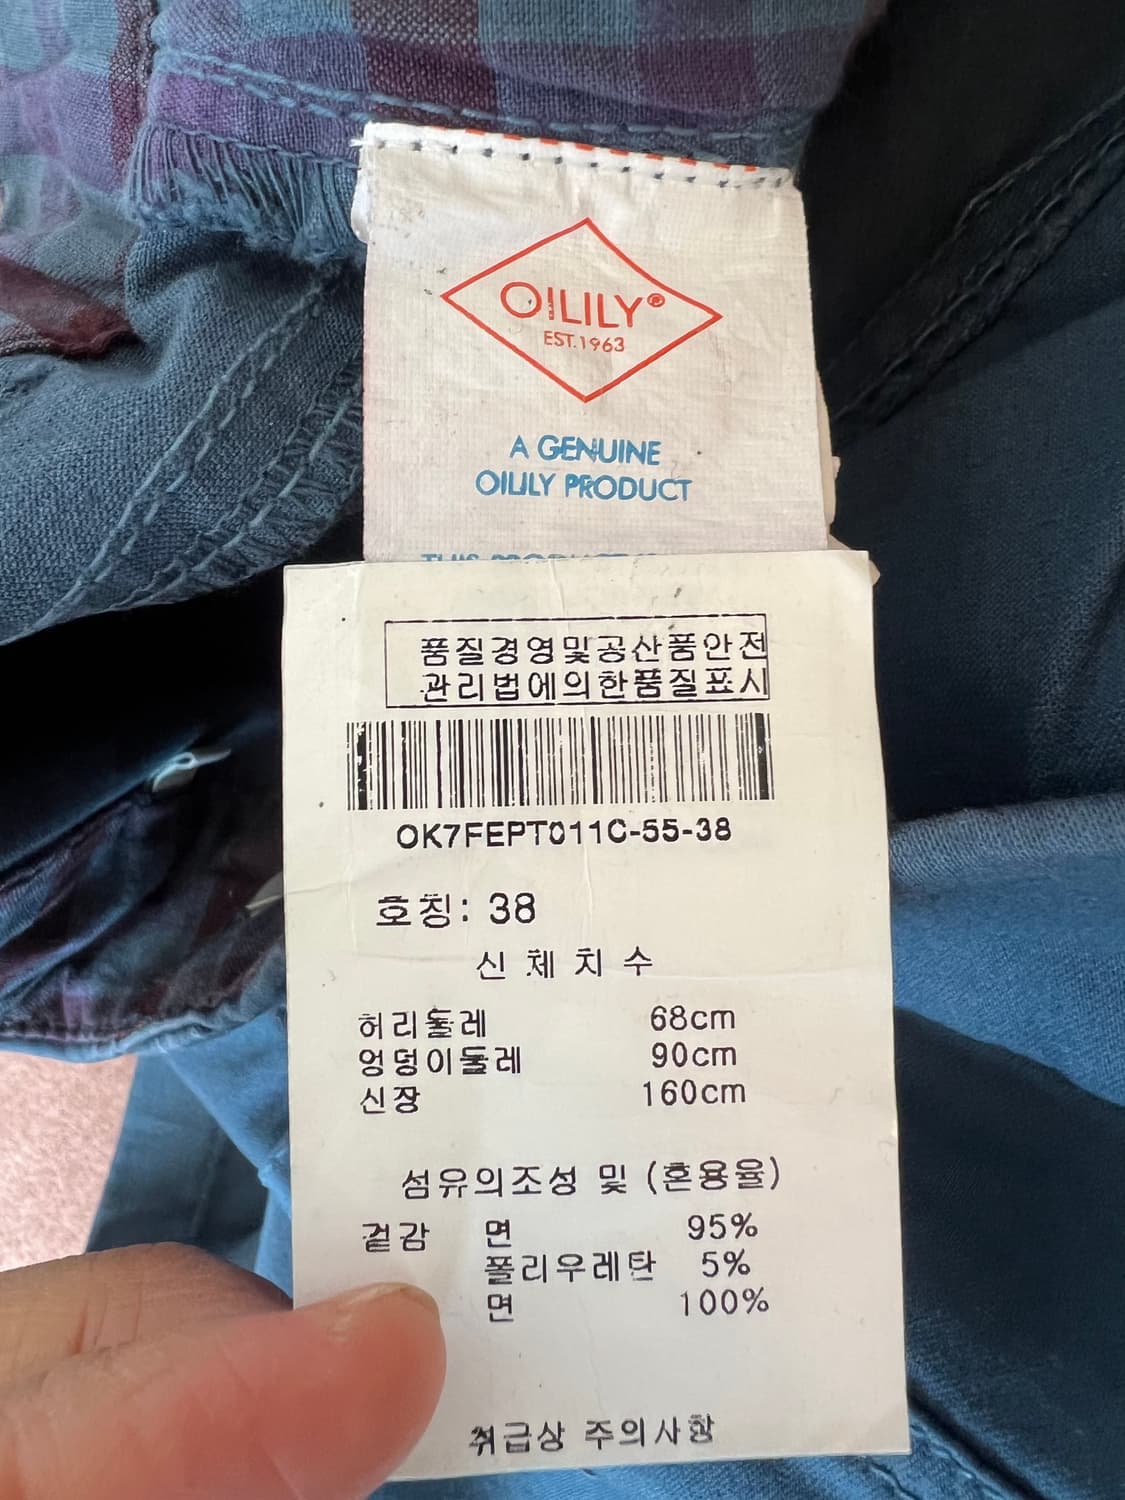 OILILY®
EST.1963
A GENUINE
OILILY PRODUCT
THIS PRODUCT
품질경영및공산품안전
관리법에의한품질표시
OK7FEPT011C-55-38
호칭: 38
신체치수
허리둘레 68cm
엉덩이둘레 90cm
신장 160cm
섬유의조성 및 (혼용율)
겉감 면 95%
폴리우레탄 5%
면 100%
취급상 주의사항